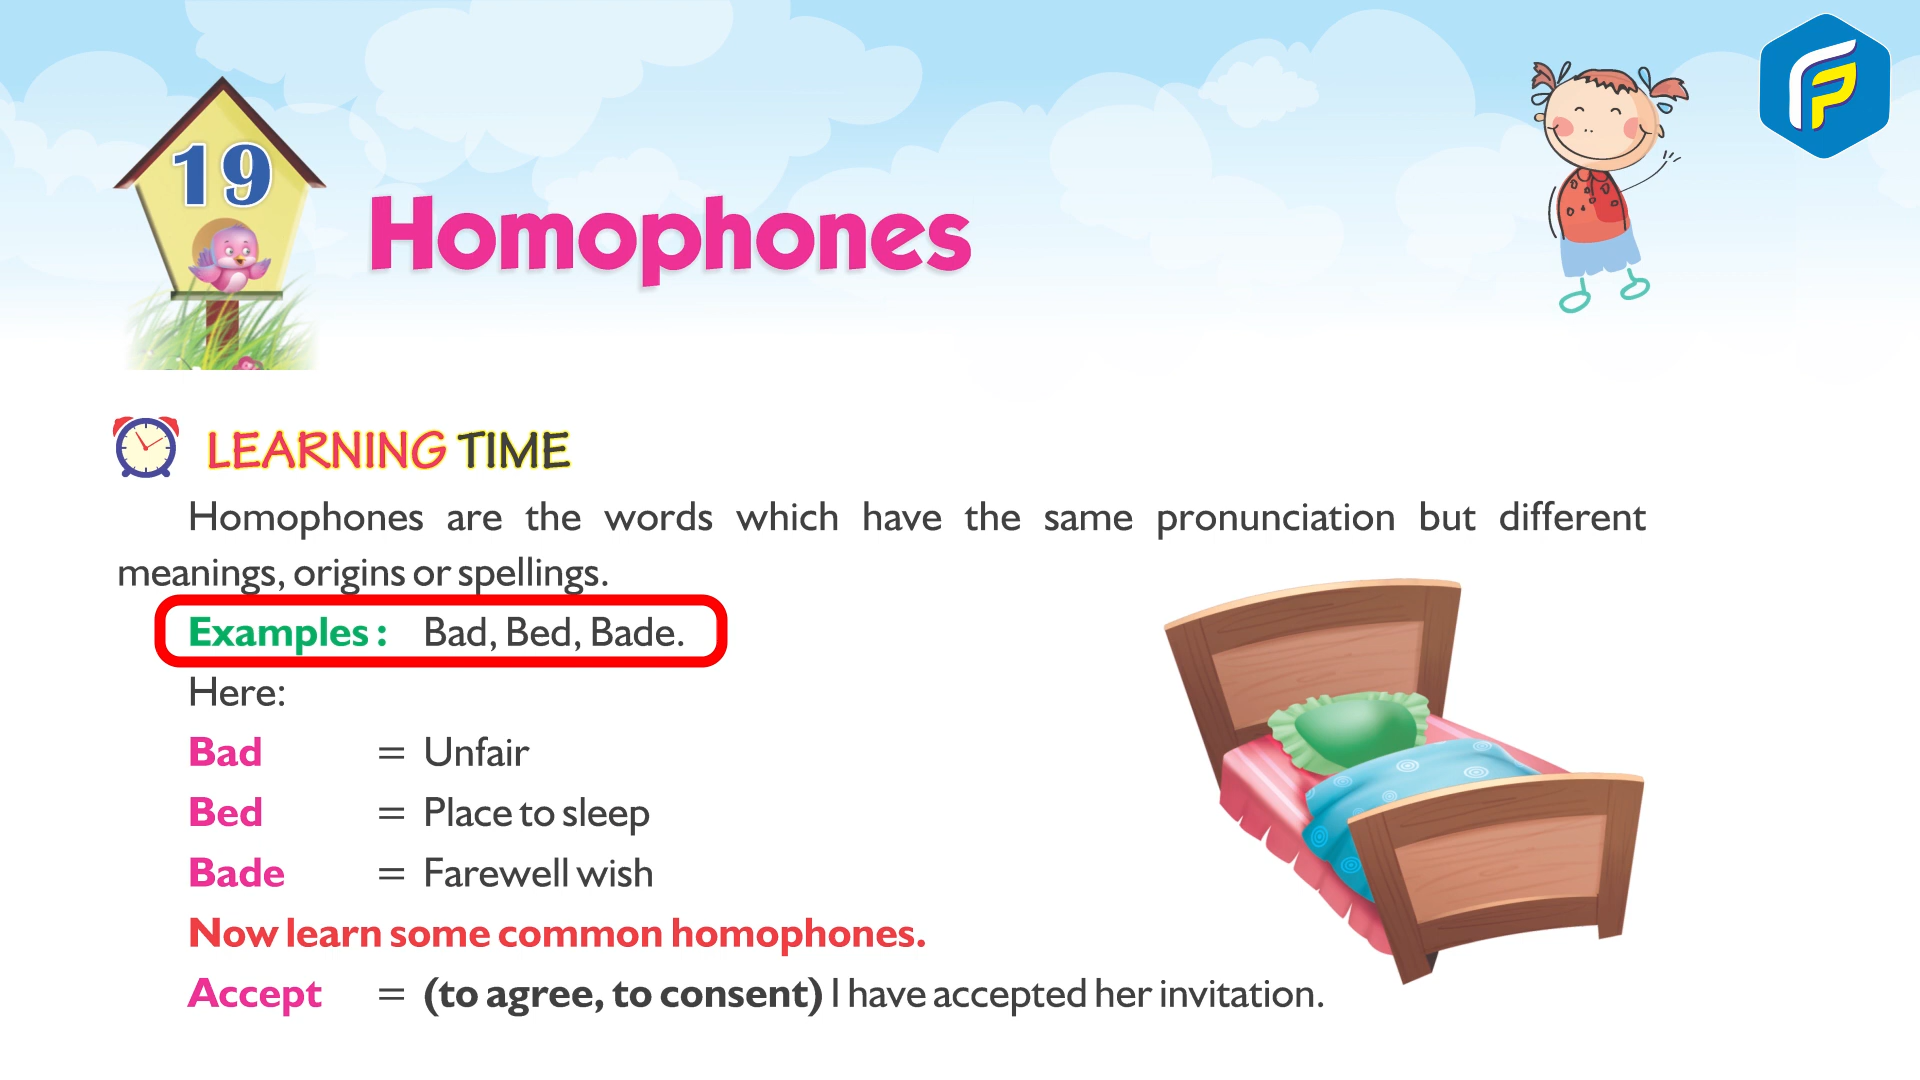 19
Homophones
LEARNING TIME
Homophones are the words which have the same pronunciation but different
meanings, origins or spellings.
Examples : Bad, Bed, Bade.
Here:
Bad = Unfair
Bed = Place to sleep
Bade = Farewell wish
Now learn some common homophones.
Accept = (to agree, to consent) I have accepted her invitation.